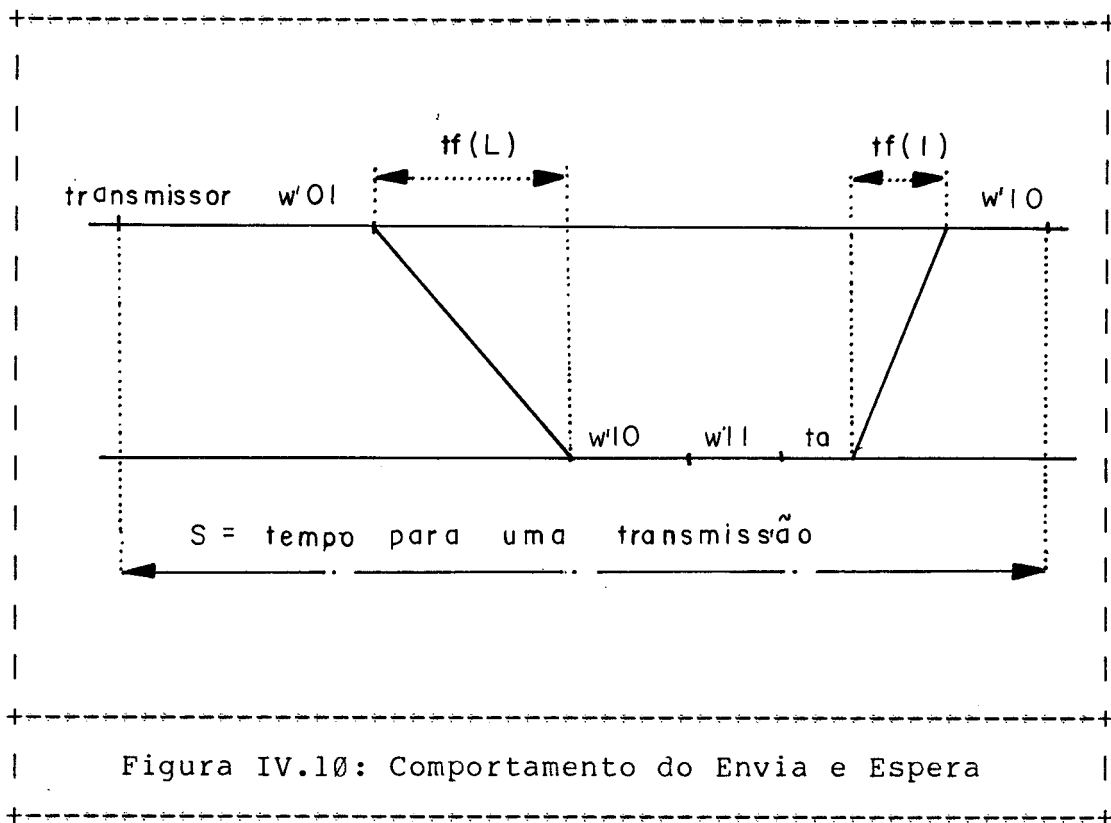 tf(L)
tf(1)
transmissor w'01 w'10
w'10 w'11 ta
S = tempo para uma transmissão
Figura IV.10: Comportamento do Envia e Espera